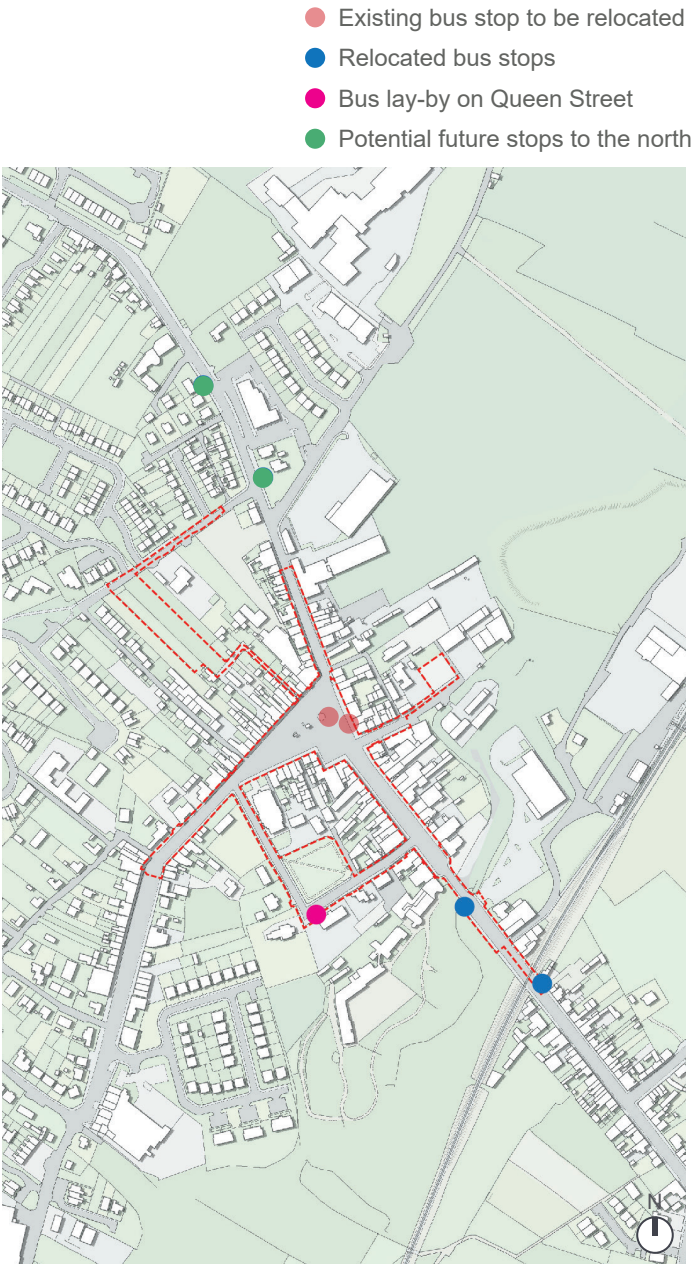 Existing bus stop to be relocated
Relocated bus stops
Bus lay-by on Queen Street
Potential future stops to the north
N